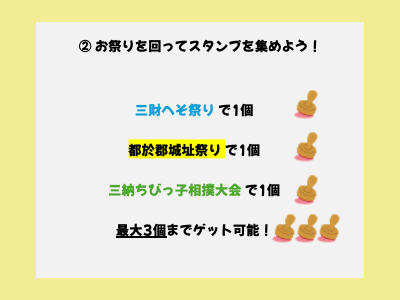 ② お祭りを回ってスタンプを集めよう！
三財へそ祭り で1個
都於郡城址祭り で1個
三納ちびっ子相撲大会 で1個
最大3個までゲット可能！